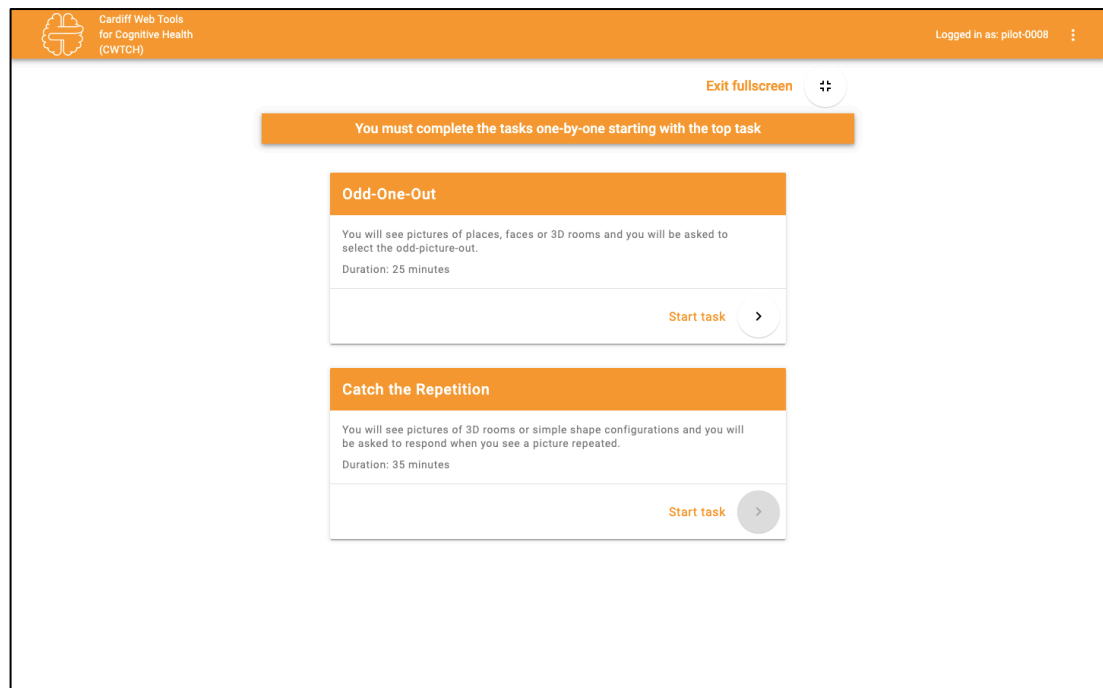 Cardiff Web Tools
for Cognitive Health
(CWTCH)
Logged in as: pilot-0008
Exit fullscreen
You must complete the tasks one-by-one starting with the top task
Odd-One-Out
You will see pictures of places, faces or 3D rooms and you will be asked to
select the odd-picture-out.
Duration: 25 minutes
Start task
Catch the Repetition
You will see pictures of 3D rooms or simple shape configurations and you will
be asked to respond when you see a picture repeated.
Duration: 35 minutes
Start task